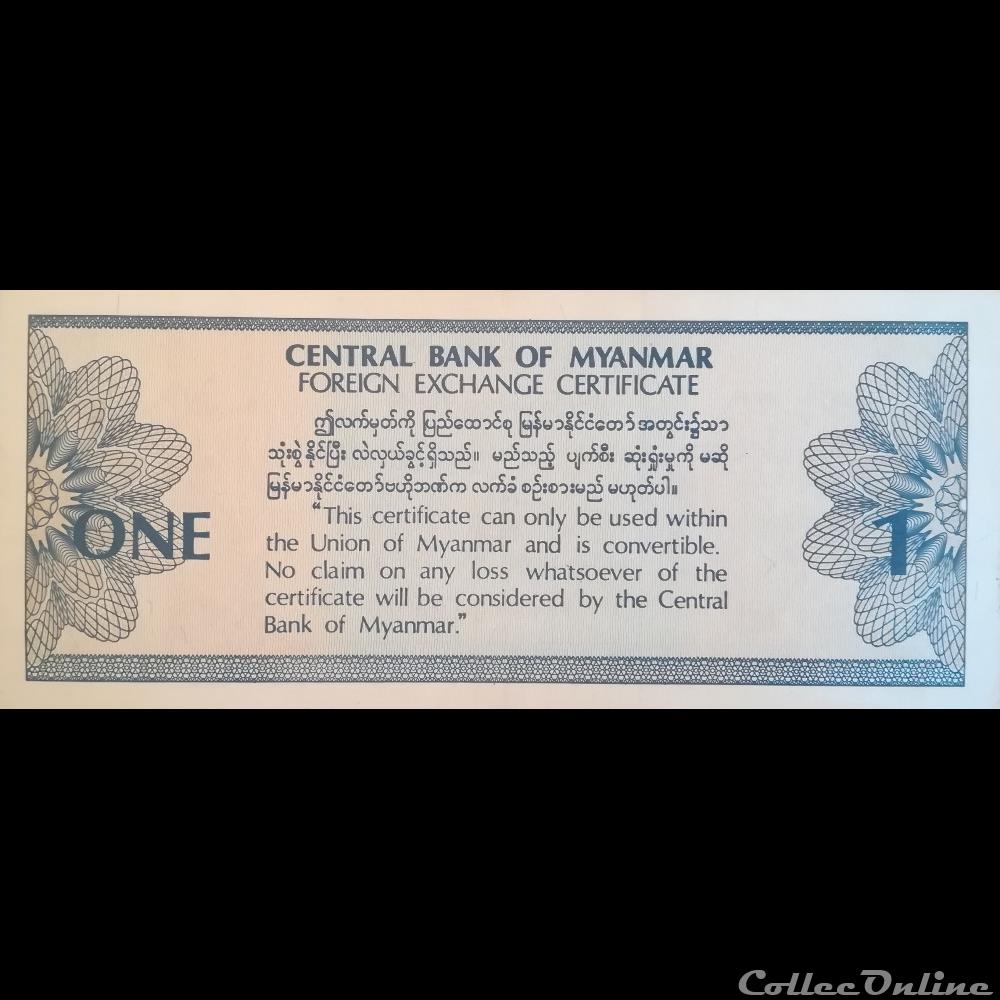 CENTRAL BANK OF MYANMAR
FOREIGN EXCHANGE CERTIFICATE
ဤလက်မှတ်ကို ပြည်ထောင်စု မြန်မာနိုင်ငံတော် အတွင်း၌သာ
သုံးစွဲနိုင်ပြီး လဲလှယ်ခွင့်ရှိသည်။ မည်သည့် ပျက်စီး ဆုံးရှုံးမှုကို မဆို
မြန်မာနိုင်ငံတော်ဗဟိုဘဏ်က လက်ခံ စဉ်းစားမည် မဟုတ်ပါ။
“This certificate can only be used within
the Union of Myanmar and is convertible.
No claim on any loss whatsoever of the
certificate will be considered by the Central
Bank of Myanmar.”
ONE
1
CollecOnline